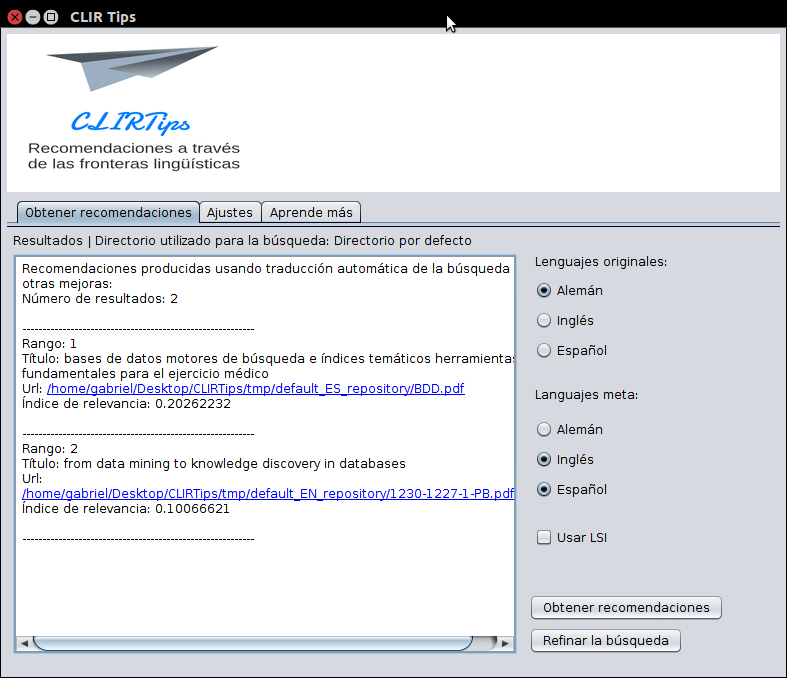 CLIR Tips
CLIRTips
Recomendaciones a través
de las fronteras lingüísticas
Obtener recomendaciones
Ajustes
Aprende más
Resultados | Directorio utilizado para la búsqueda: Directorio por defecto
Recomendaciones producidas usando traducción automática de la búsqueda
otras mejoras:
Número de resultados: 2
----------------------------------------------------------
Rango: 1
Título: bases de datos motores de búsqueda e índices temáticos herramientas
fundamentales para el ejercicio médico
Url: /home/gabriel/Desktop/CLIRTips/tmp/default_ES_repository/BDD.pdf
Índice de relevancia: 0.20262232
----------------------------------------------------------
Rango: 2
Título: from data mining to knowledge discovery in databases
Url:
/home/gabriel/Desktop/CLIRTips/tmp/default_EN_repository/1230-1227-1-PB.pdf
Índice de relevancia: 0.10066621
----------------------------------------------------------
Lenguajes originales:
Alemán
Inglés
Español
Languajes meta:
Alemán
Inglés
Español
Usar LSI
Obtener recomendaciones
Refinar la búsqueda